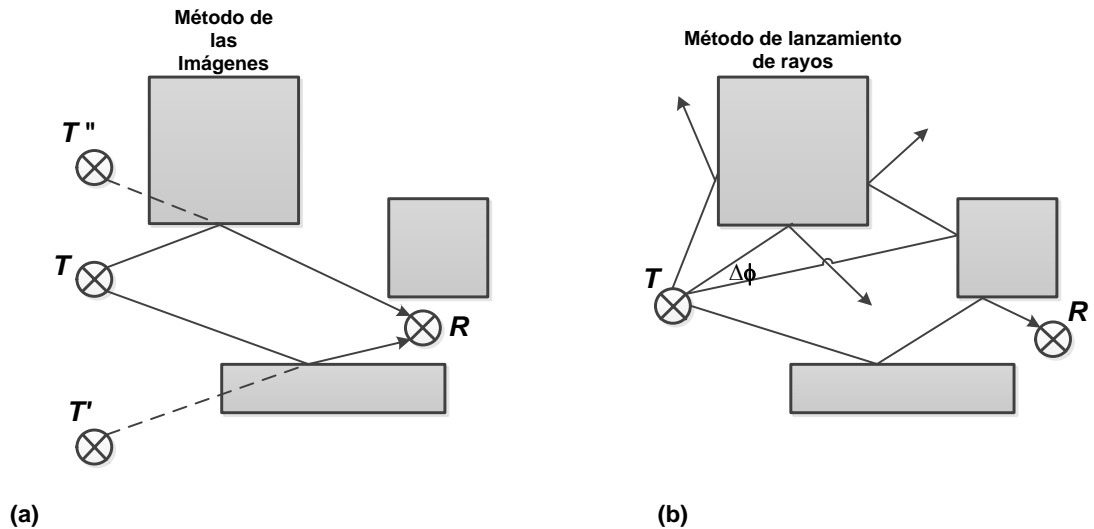 Método de
las
Imágenes
T "
T
R
T'
(a)
Método de lanzamiento
de rayos
T
Δϕ
R
(b)